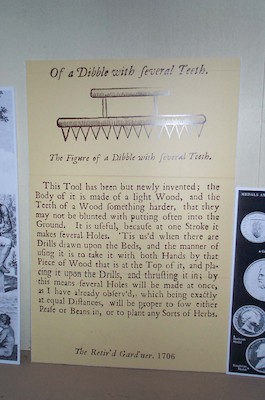 Of a Dibble with ſeveral Teeth.
The Figure of a Dibble with ſeveral Teeth.
This Tool has been but newly invented; the
Body of it is made of a light Wood, and the
Teeth of a Wood ſomething harder, that they
may not be blunted with putting often into the
Ground. It is uſeful, becauſe at one Stroke it
makes ſeveral Holes. 'Tis us'd when there are
Drills drawn upon the Beds, and the manner of
uſing it is to take it with both Hands by that
Piece of Wood that is at the Top of it, and pla-
cing it upon the Drills, and thruſting it in; by
this means ſeveral Holes will be made at once,
as I have already obſerv'd, which being exactly
at equal Diſtances, will be proper to ſow either
Peaſe or Beans in, or to plant any Sorts of Herbs.
The Retir'd Gard'ner. 1706
MEDALS